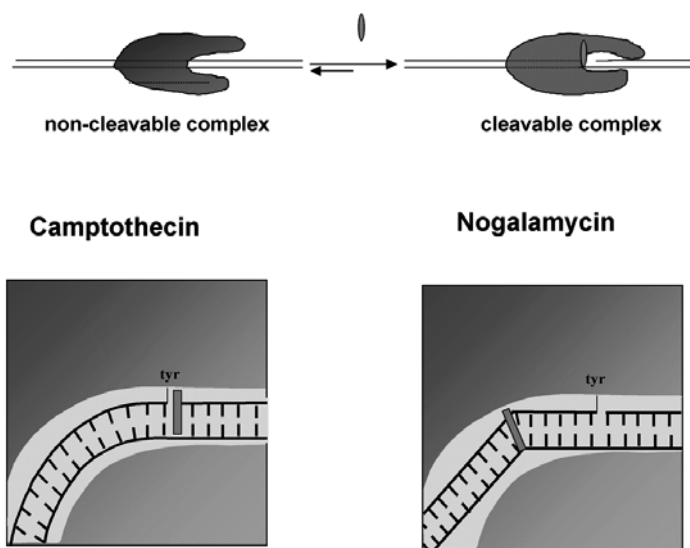 non-cleavable complex
cleavable complex
Camptothecin
Nogalamycin
tyr
tyr